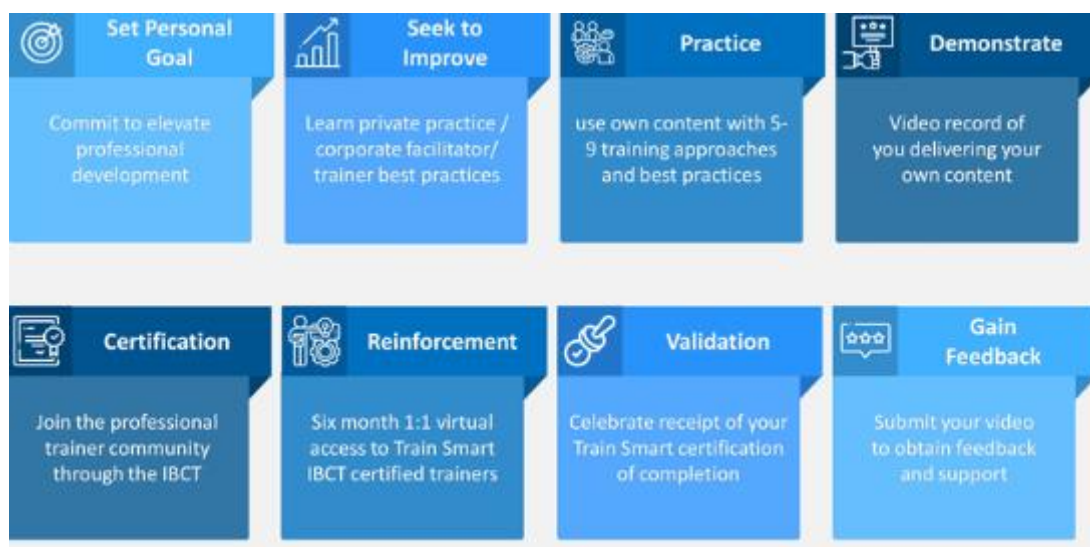 Set Personal
Goal
Commit to elevate
professional
development
Seek to
Improve
Learn private practice /
corporate facilitator/
trainer best practices
Practice
use own content with 5-
9 training approaches
and best practices
Demonstrate
Video record of
you delivering your
own content
Certification
Join the professional
trainer community
through the IBCT
Reinforcement
Six month 1:1 virtual
access to Train Smart
IBCT certified trainers
Validation
Celebrate receipt of your
Train Smart certification
of completion
Gain
Feedback
Submit your video
to obtain feedback
and support